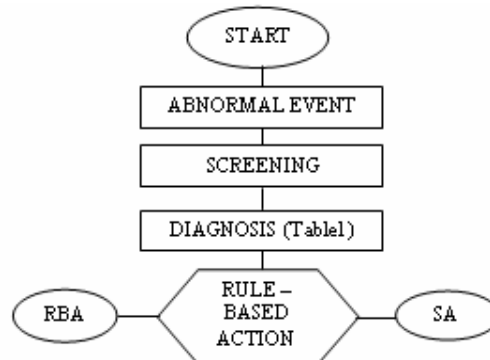 START
ABNORMAL EVENT
SCREENING
DIAGNOSIS (Table1)
RULE –
BASED
ACTION
RBA
SA